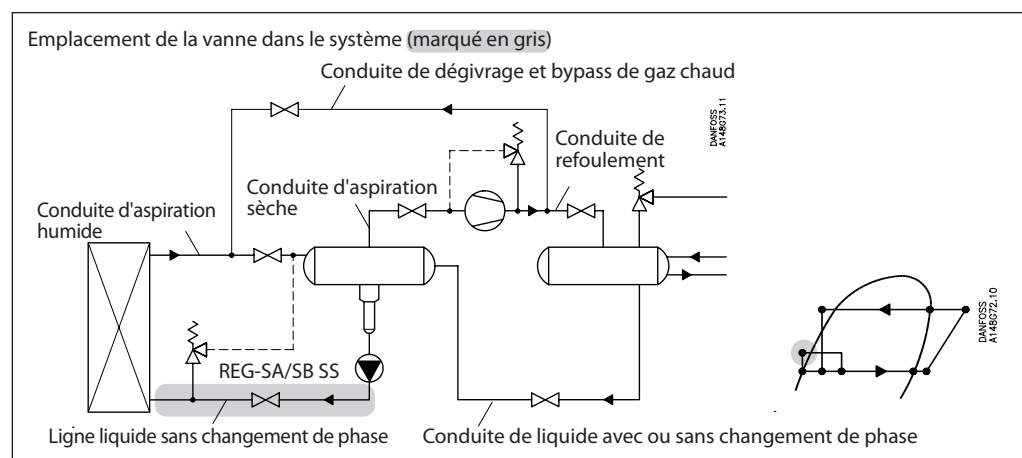 Emplacement de la vanne dans le système (marqué en gris)
Conduite de dégivrage et bypass de gaz chaud
DANFOSS
A148G73.11
Conduite de
refoulement
Conduite d'aspiration
sèche
Conduite d'aspiration
humide
DANFOSS
A148G72.10
REG-SA/SB SS
Ligne liquide sans changement de phase
Conduite de liquide avec ou sans changement de phase